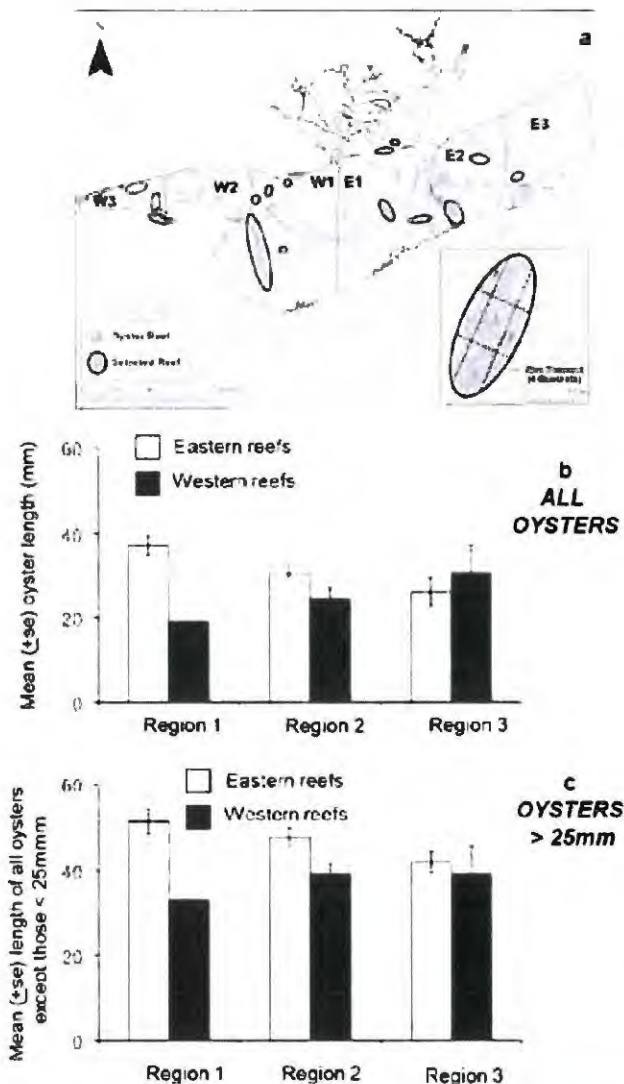 a
E3
E2
W2
W1 E1
W3
Oyster Reef
Selected Reef
Eastern reefs
Western reefs
b
ALL
OYSTERS
Mean (±se) oyster length (mm)
60
40
20
0
Region 1
Region 2
Region 3
Eastern reefs
Western reefs
c
OYSTERS
> 25mm
Mean (±se) length of all oysters
except those < 25mmm
60
40
20
0
Region 1
Region 2
Region 3